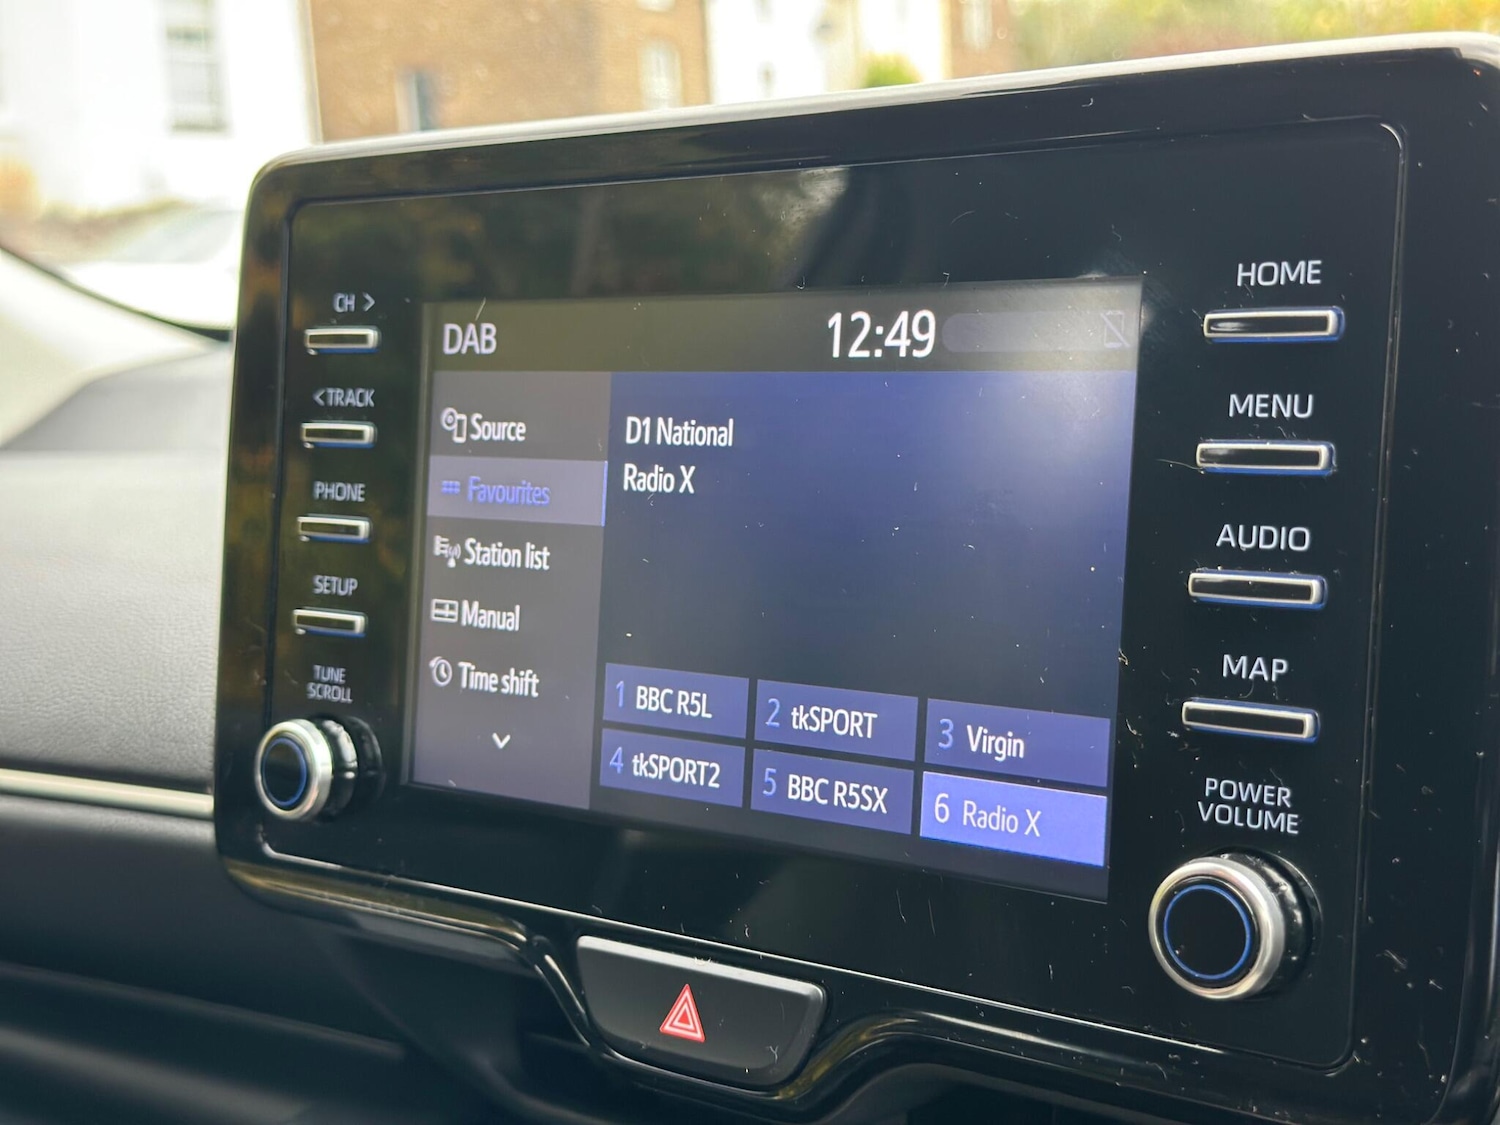 CH >
< TRACK
PHONE
SETUP
TUNE
SCROLL
DAB
12:49
Source
Favourites
Station list
Manual
Time shift
D1 National
Radio X
1 BBC R5L
2 tkSPORT
3 Virgin
4 tkSPORT2
5 BBC R5SX
6 Radio X
HOME
MENU
AUDIO
MAP
POWER
VOLUME